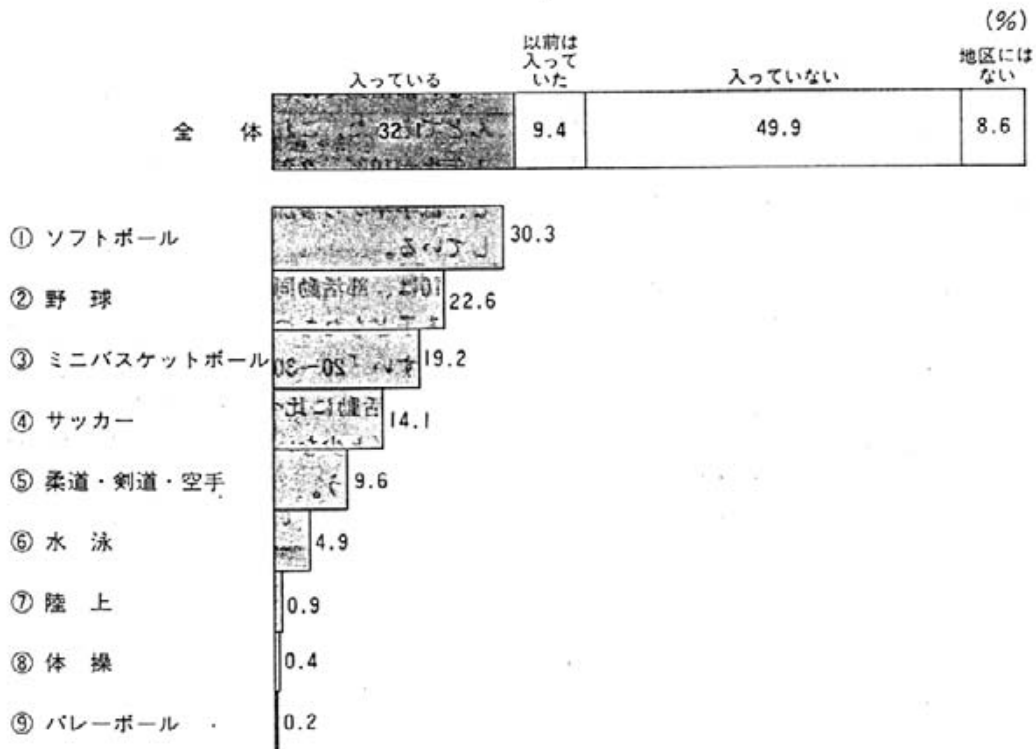 (%)
入っている
以前は
入って
いた
入っていない
地区には
ない
全 体
32.1
9.4
49.9
8.6
① ソフトボール
30.3
② 野 球
22.6
③ ミニバスケットボール
19.2
④ サッカー
14.1
⑤ 柔道・剣道・空手
9.6
⑥ 水 泳
4.9
⑦ 陸 上
0.9
⑧ 体 操
0.4
⑨ バレーボール
0.2